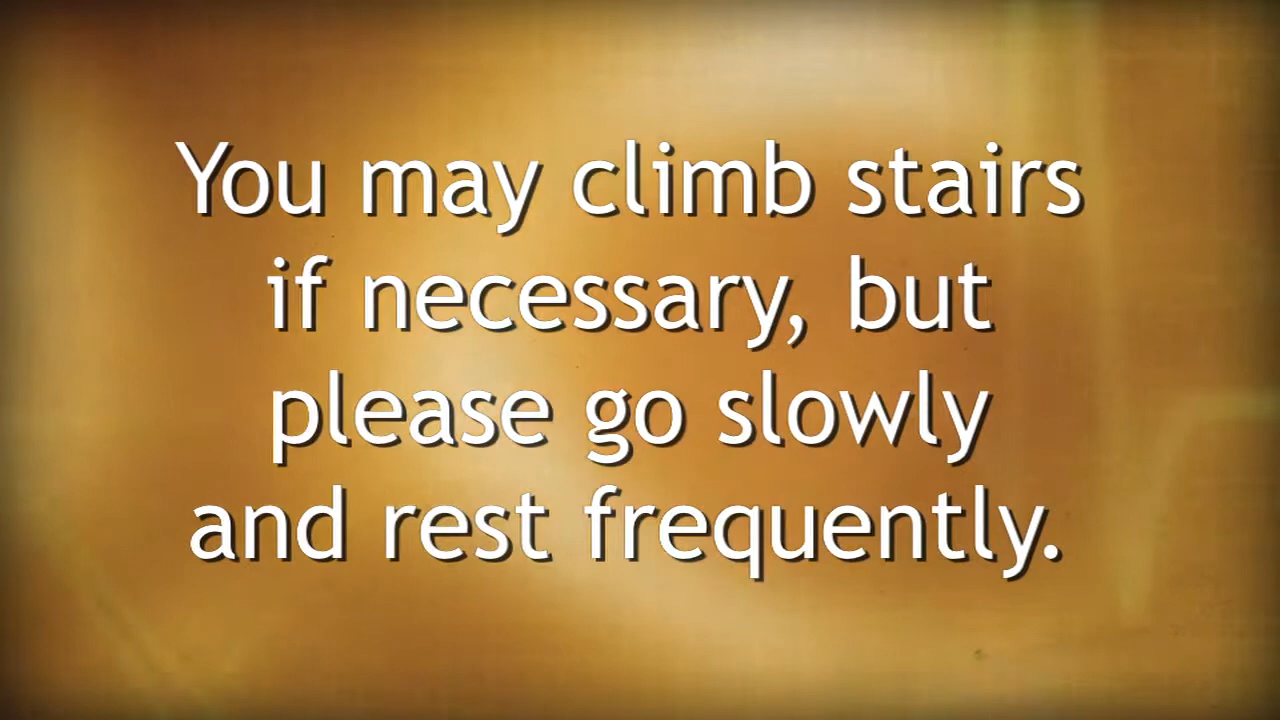 You may climb stairs
if necessary, but
please go slowly
and rest frequently.